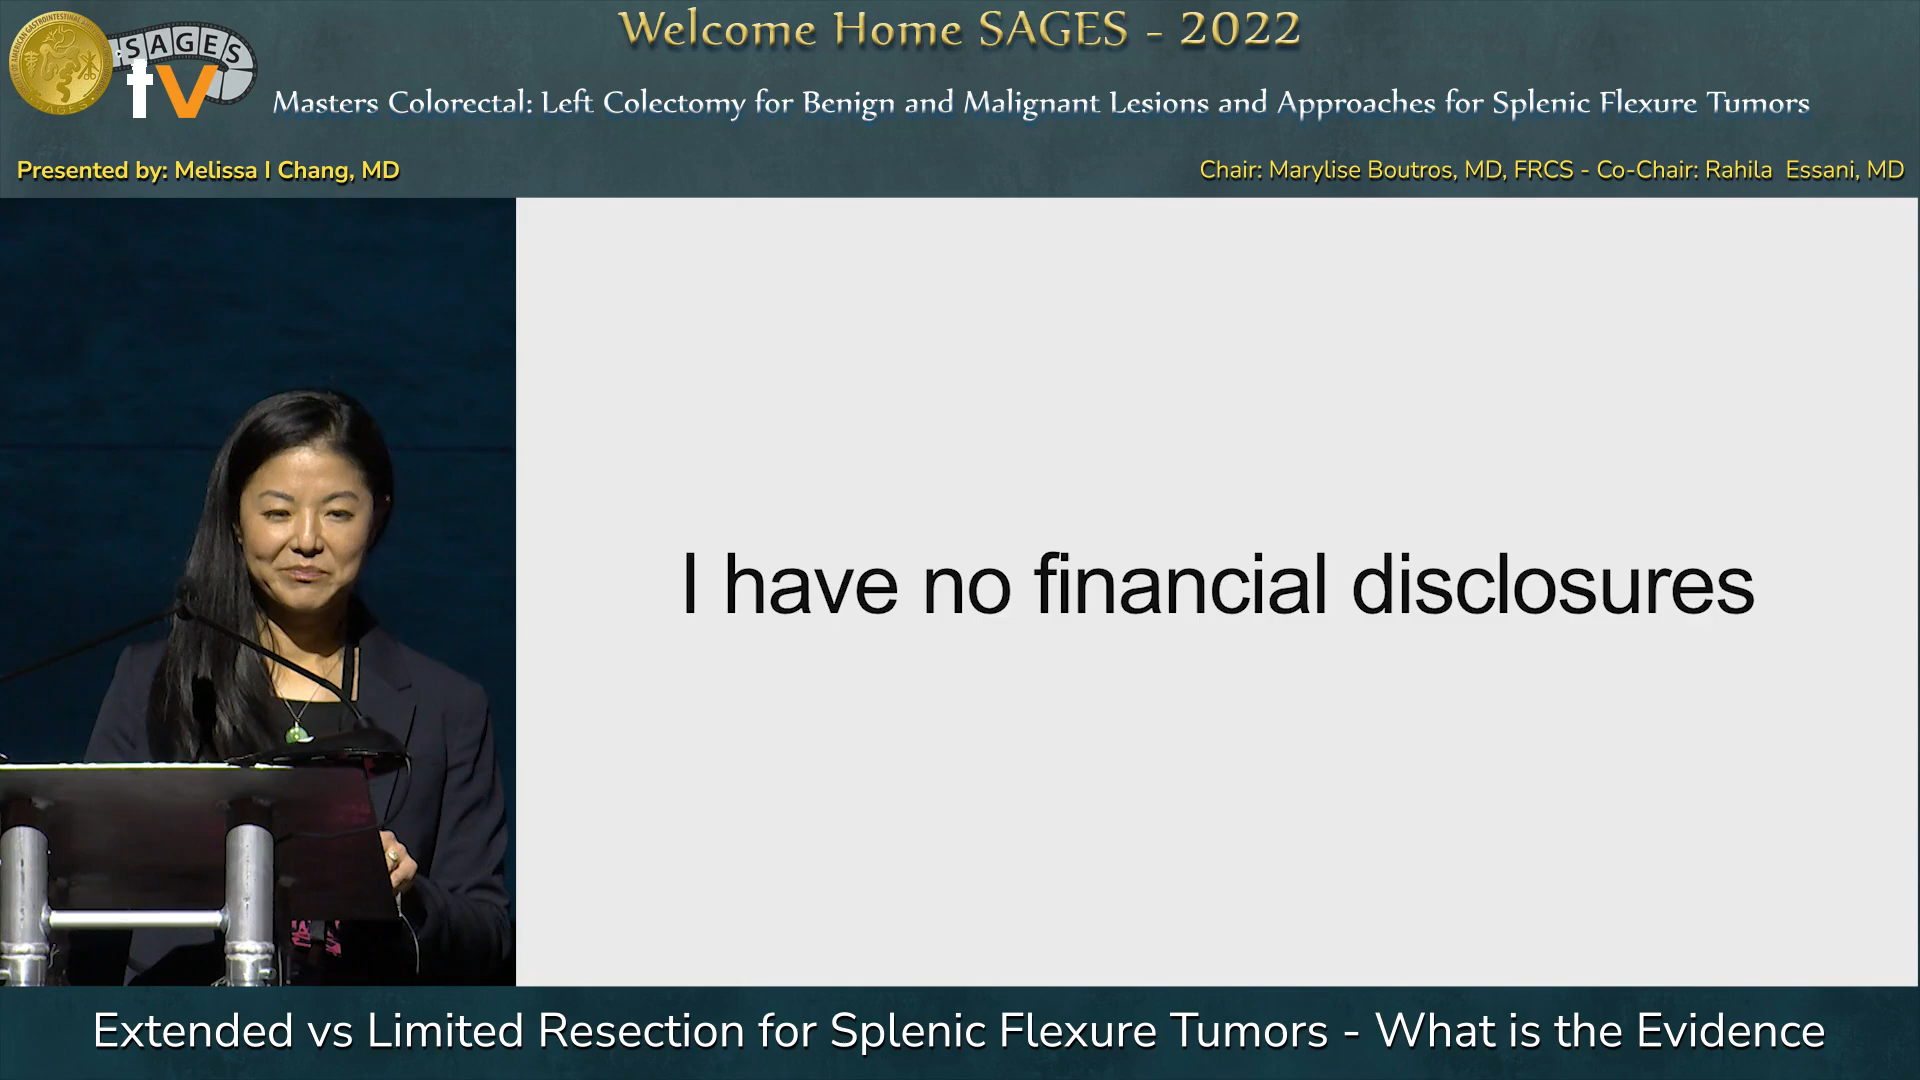 SAGES
tv
Welcome Home SAGES - 2022
Masters Colorectal: Left Colectomy for Benign and Malignant Lesions and Approaches for Splenic Flexure Tumors
Presented by: Melissa I Chang, MD
Chair: Marylise Boutros, MD, FRCS - Co-Chair: Rahila Essani, MD
I have no financial disclosures
Extended vs Limited Resection for Splenic Flexure Tumors - What is the Evidence